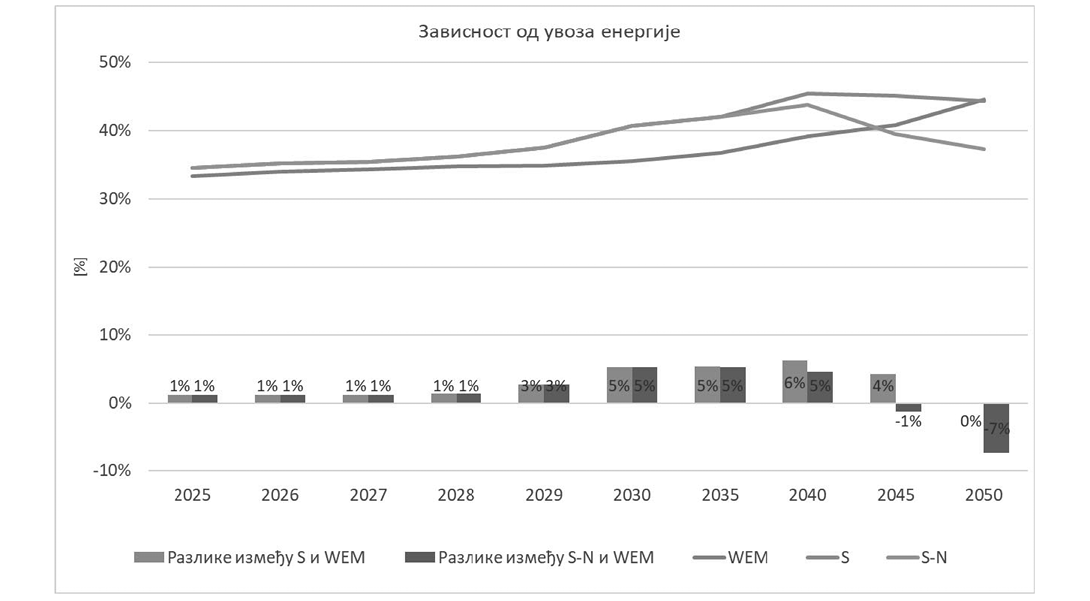 Зависност од увоза енергије
50%
40%
30%
20%
10%
0%
-10%
[%]
1% 1% 1% 1% 1% 1% 1% 1% 3% 3% 5% 5% 5% 5% 6% 5% 4% -1% 0% -7%
2025 2026 2027 2028 2029 2030 2035 2040 2045 2050
Разлике између S и WEM Разлике између S-N и WEM WEM S S-N